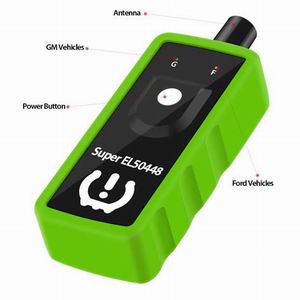 Antenna
GM Vehicles
G F
Power Button
Super EL50448
Ford Vehicles